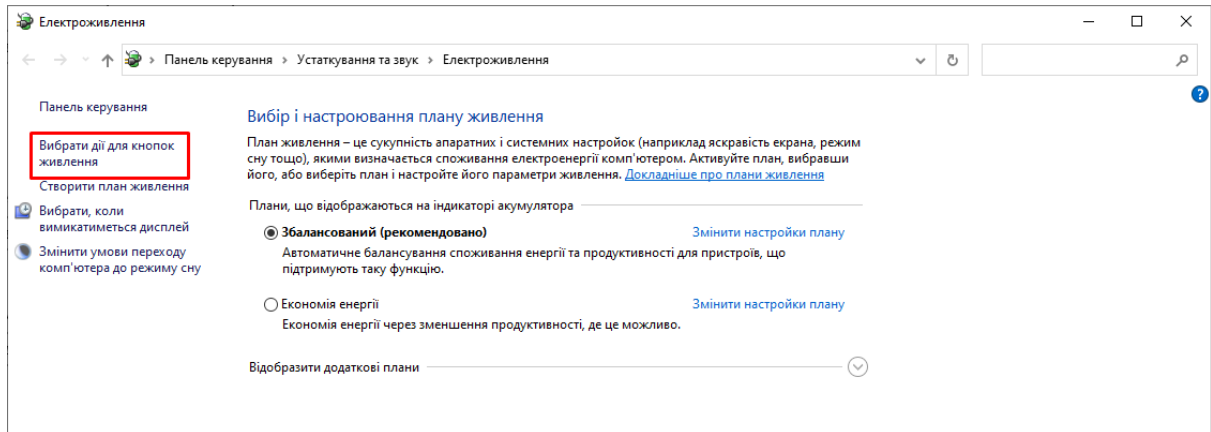 Електроживлення
Панель керування › Устаткування та звук › Електроживлення
Панель керування
Вибрати дії для кнопок
живлення
Створити план живлення
Вибрати, коли
вимикатиметься дисплей
Змінити умови переходу
комп'ютера до режиму сну
Вибір і настроювання плану живлення
План живлення – це сукупність апаратних і системних настройок (наприклад яскравість екрана, режим
сну тощо), якими визначається споживання електроенергії комп'ютером. Активуйте план, вибравши
його, або виберіть план і настройте його параметри живлення. Докладніше про плани живлення
Плани, що відображаються на індикаторі акумулятора
Збалансований (рекомендовано) Змінити настройки плану
Автоматичне балансування споживання енергії та продуктивності для пристроїв, що
підтримують таку функцію.
Економія енергії Змінити настройки плану
Економія енергії через зменшення продуктивності, де це можливо.
Відобразити додаткові плани